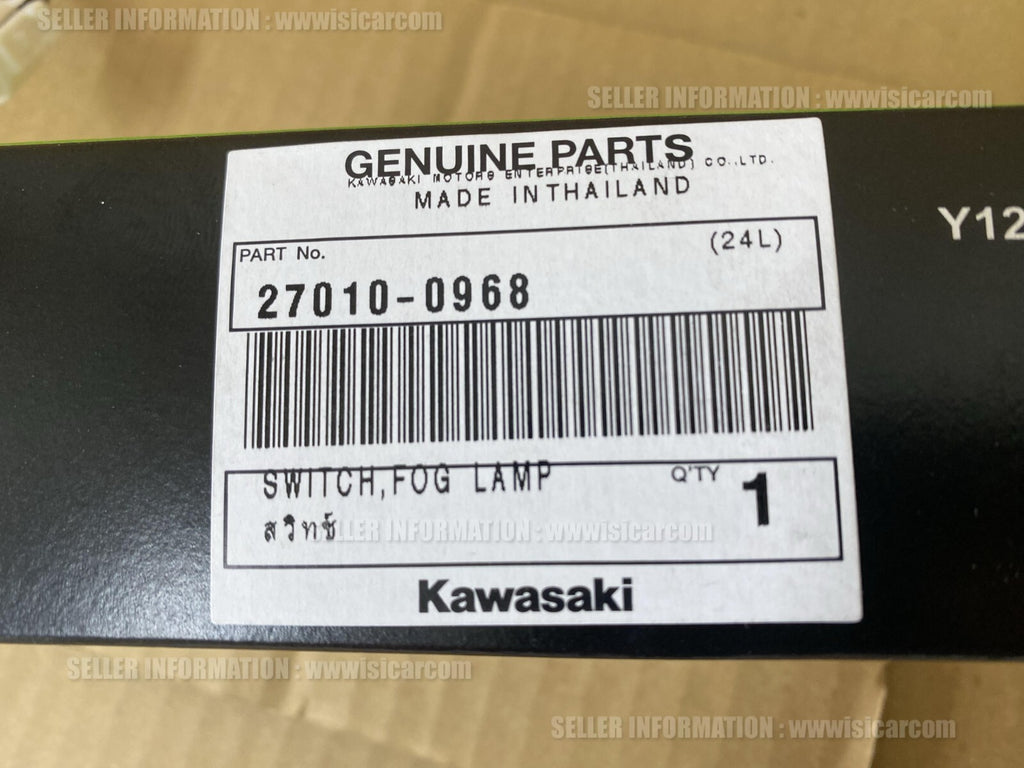 SELLER INFORMATION : wwwisicarcom
SELLER INFORMATION : wwwisicarcom
GENUINE PARTS
KAWASAKI MOTORS ENTERPRISE(THAILAND) CO.,LTD.
MADE IN THAILAND
Y12
PART No.
(24L)
27010-0968
SWITCH,FOG LAMP
Q'TY
1
สวิทช์
SELLER INFORMATION : wwwisicarcom
Kawasaki
SELLER INFORMATION : wwwisicarcom
SELLER INFORMATION : wwwisicarcom